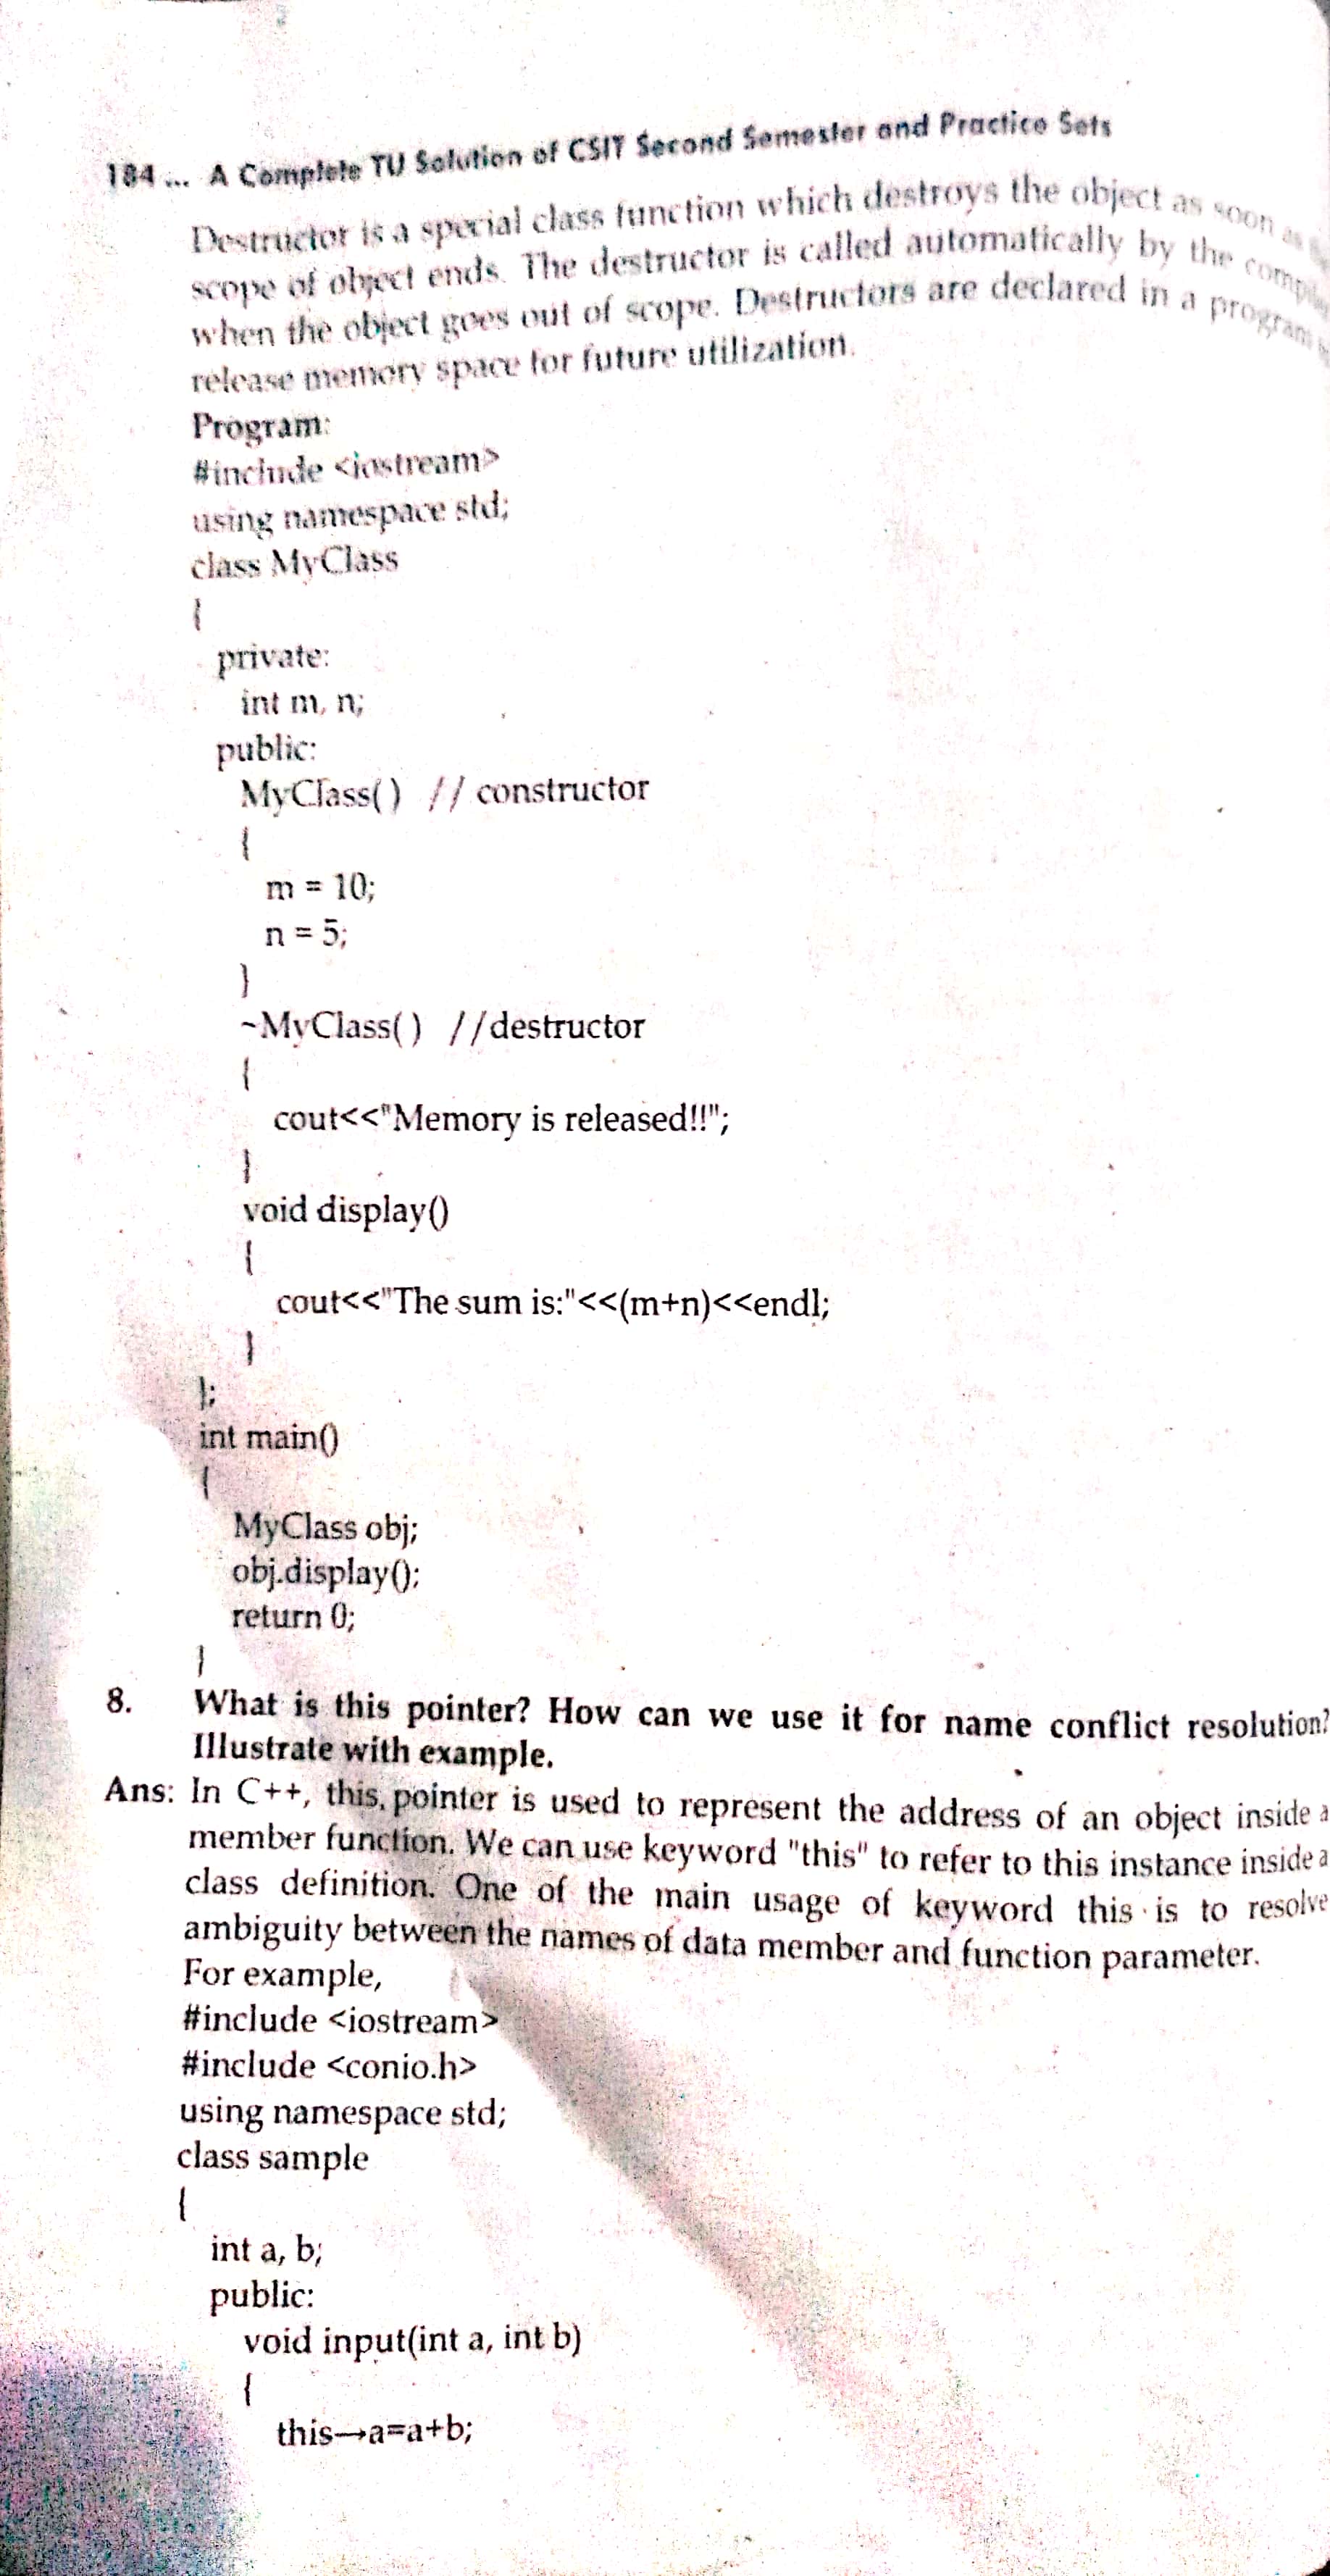 184 ... A Complete TU Solution of CSIT Second Semester and Practice Sets
Destructor is a special class function which destroys the object as soon as
scope of object ends. The destructor is called automatically by the compiler
when the object goes out of scope. Destructors are declared in a program
release memory space for future utilization.
Program:
#include <iostream>
using namespace std;
class MyClass
{
private:
int m, n;
public:
MyClass( ) // constructor
{
m = 10;
n = 5;
}
~MyClass( ) //destructor
{
cout<<"Memory is released!!";
}
void display()
{
cout<<"The sum is:"<<(m+n)<<endl;
}
};
int main()
{
MyClass obj;
obj.display();
return 0;
}
8. What is this pointer? How can we use it for name conflict resolution?
Illustrate with example.
Ans: In C++, this pointer is used to represent the address of an object inside a
member function. We can use keyword "this" to refer to this instance inside a
class definition. One of the main usage of keyword this is to resolve
ambiguity between the names of data member and function parameter.
For example,
#include <iostream>
#include <conio.h>
using namespace std;
class sample
{
int a, b;
public:
void input(int a, int b)
{
this→a=a+b;